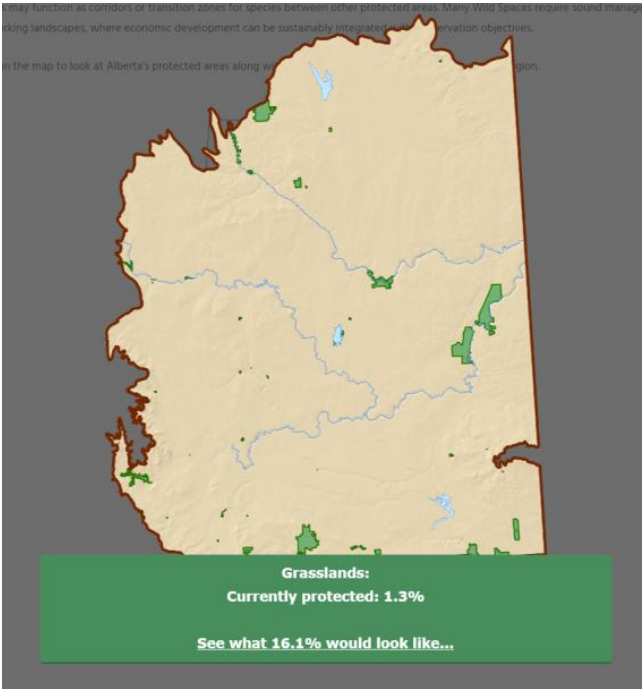 may function as corridors or transition zones for species between other protected areas. Many Wild Spaces require sound manag
rking landscapes, where economic development can be sustainably integrated servation objectives.
n the map to look at Alberta's protected areas along w gion.
Grasslands:
Currently protected: 1.3%
See what 16.1% would look like...